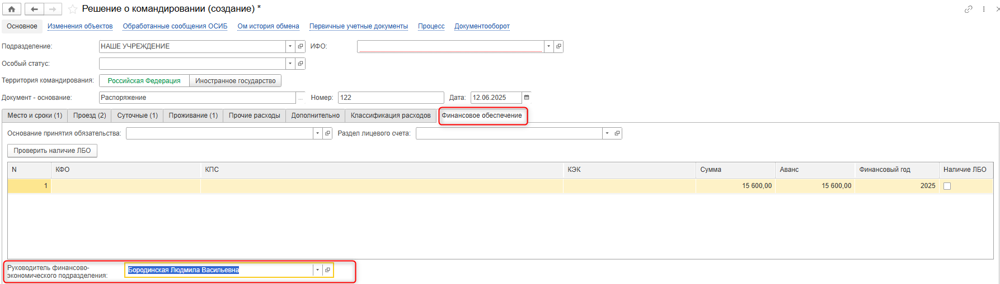 Решение о командировании (создание) *
Основное Изменения объектов Обработанные сообщения ОСИБ Ом история обмена Первичные учетные документы Процесс Документооборот
Подразделение: НАШЕ УЧРЕЖДЕНИЕ ИФО:
Особый статус:
Территория командирования: Российская Федерация Иностранное государство
Документ - основание: Распоряжение ... Номер: 122 Дата: 12.06.2025
Место и сроки (1) Проезд (2) Суточные (1) Проживание (1) Прочие расходы Дополнительно Классификация расходов Финансовое обеспечение
Основание принятия обязательства: Раздел лицевого счета:
Проверить наличие ЛБО
N КФО КПС КЭК Сумма Аванс Финансовый год Наличие ЛБО
1 15 600,00 15 600,00 2025
Руководитель финансово-
экономического подразделения: Бородинская Людмила Васильевна